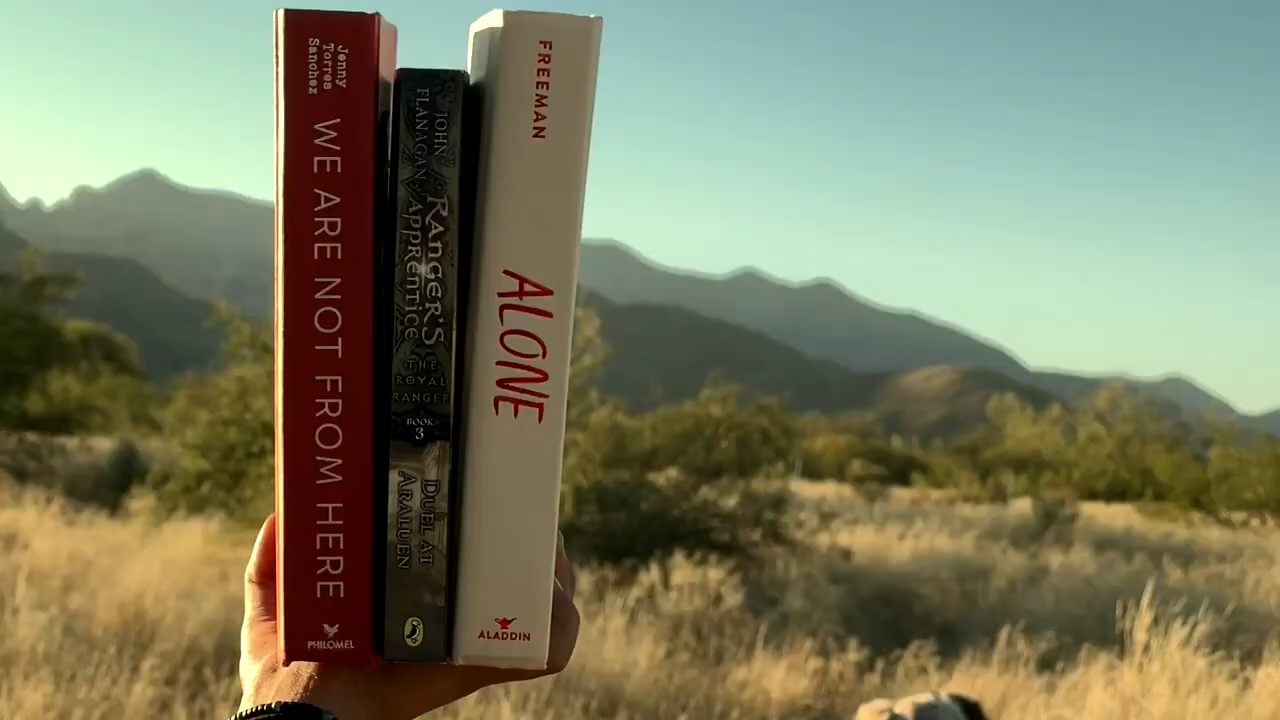 Jenny
Torres
Sanchez
WE ARE NOT FROM HERE
PHILOMEL
JOHN
FLANAGAN
RANGER'S
APPRENTICE
THE
ROYAL
RANGER
BOOK
3
DUEL AT
ARALUEN
FREEMAN
ALONE
ALADDIN